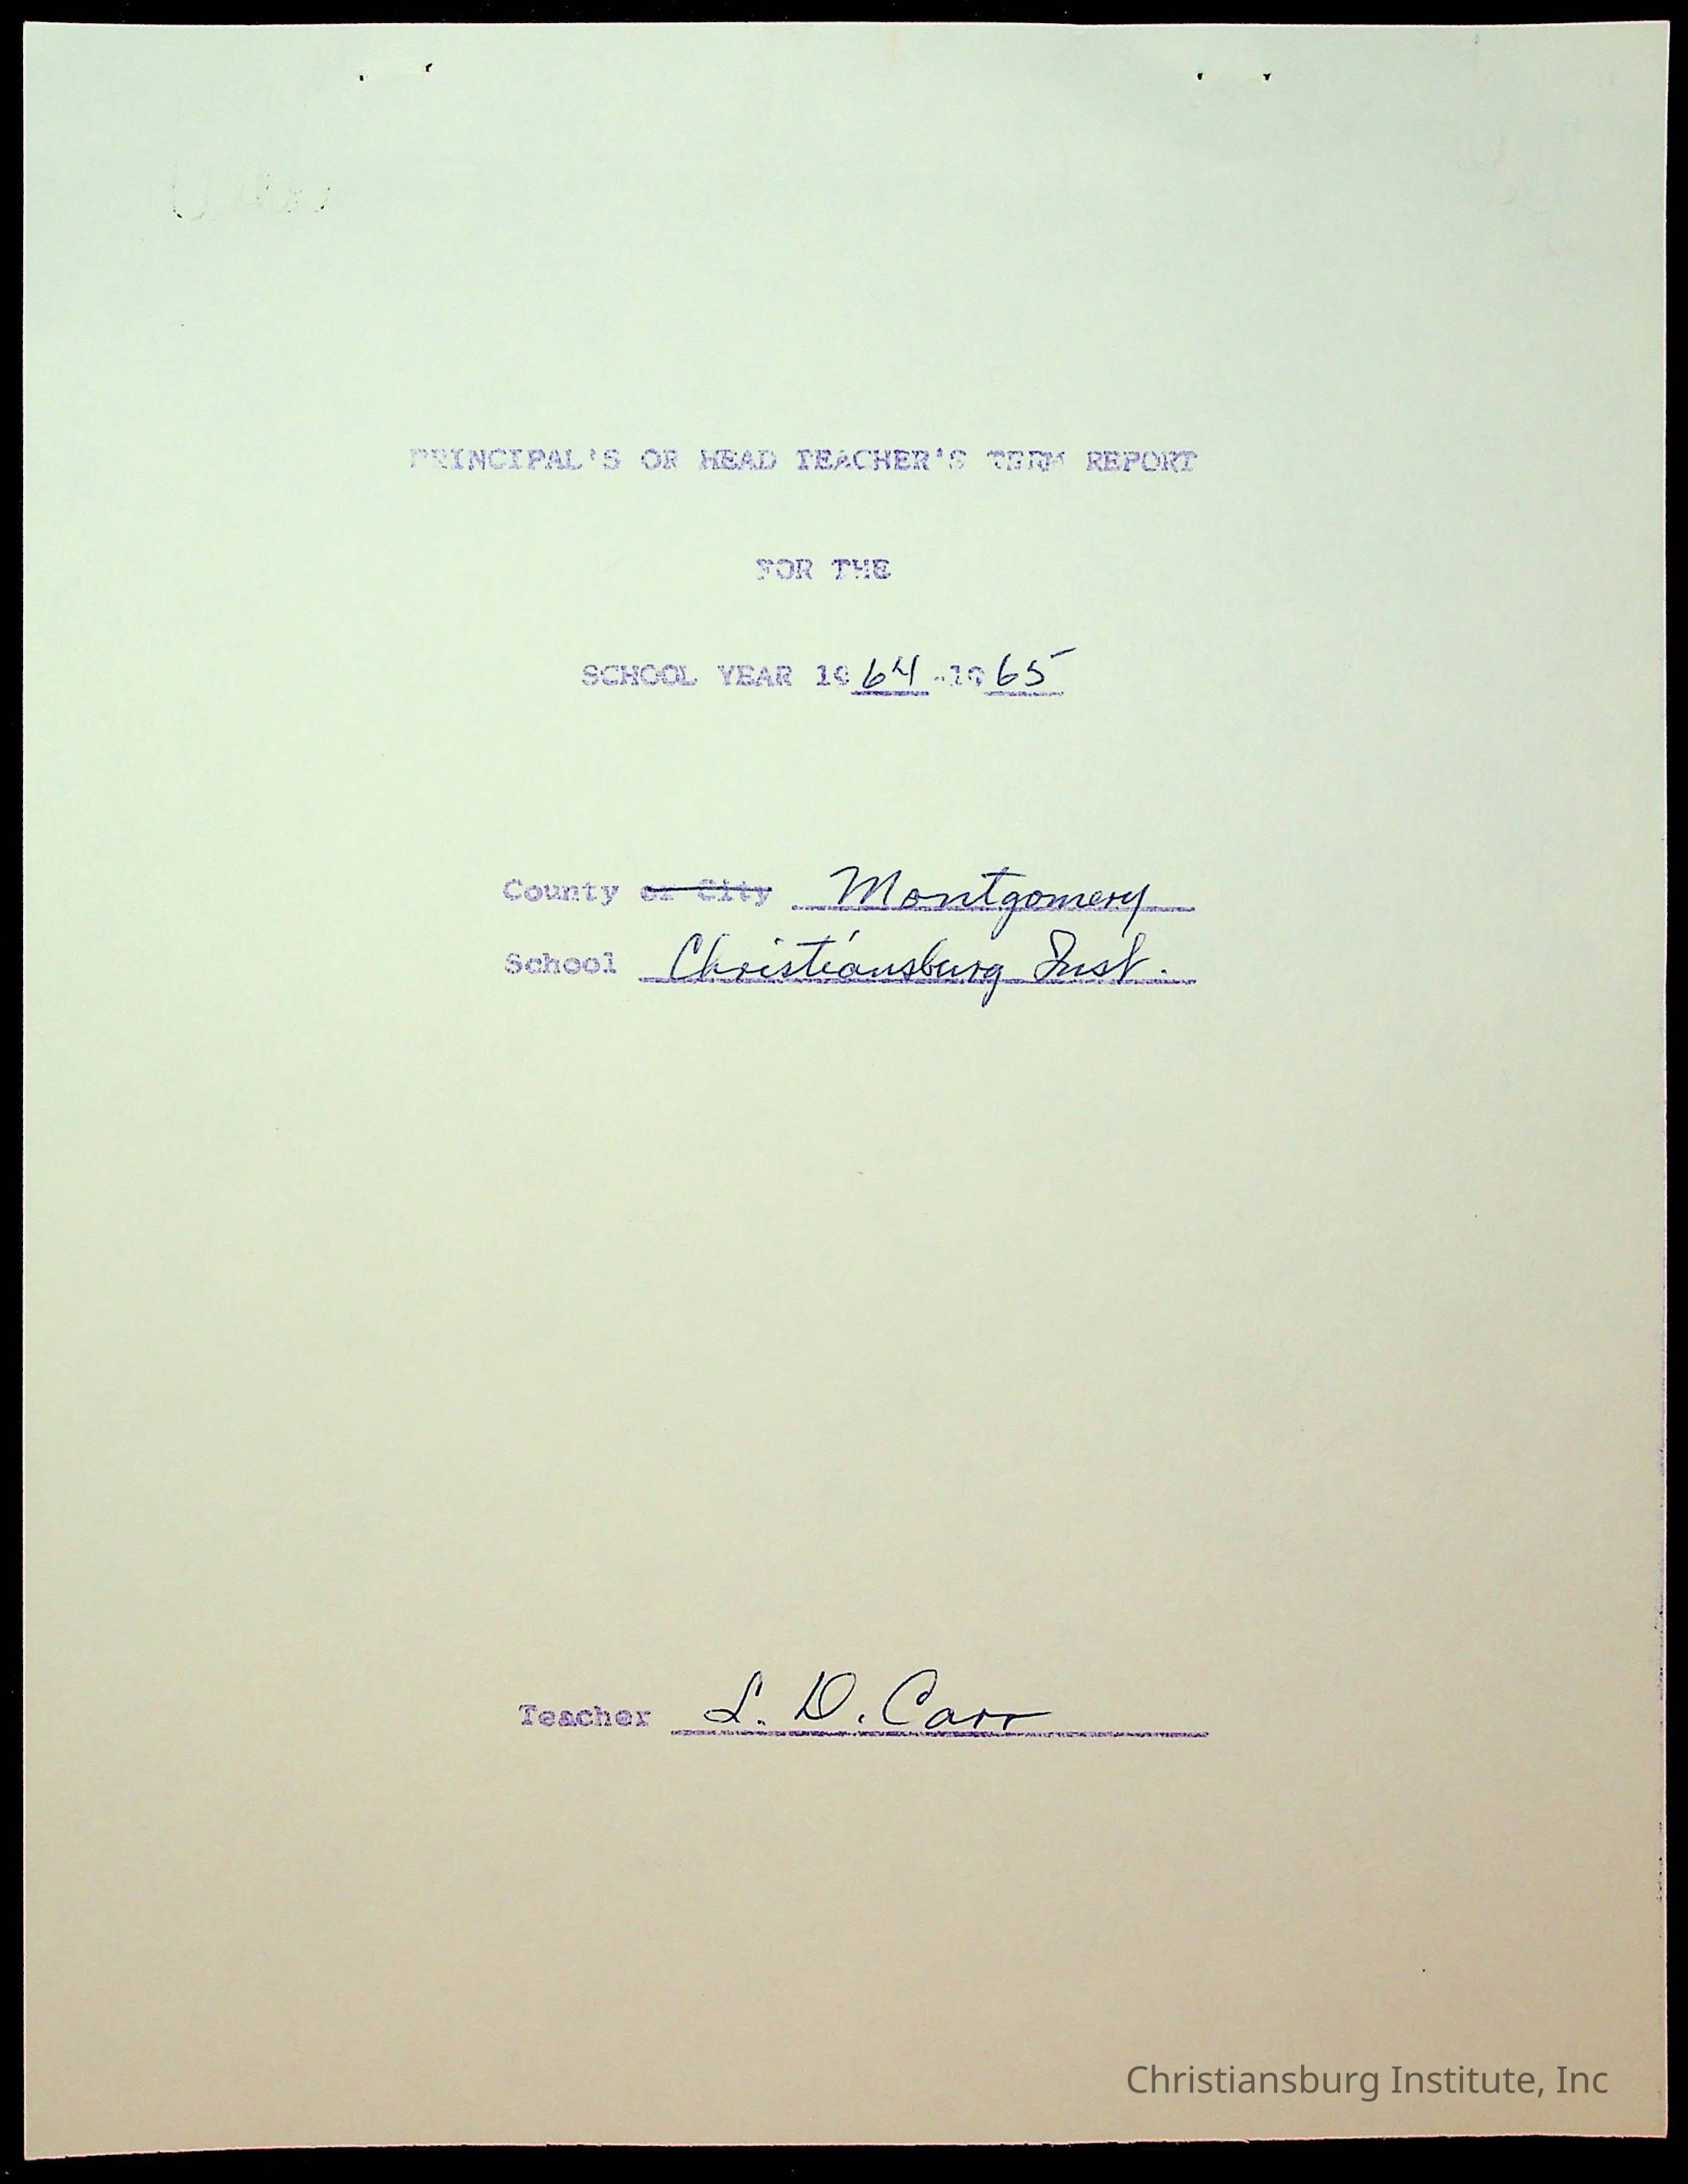 PRINCIPAL'S OR HEAD TEACHER'S TERM REPORT
FOR THE
SCHOOL YEAR 1964-1965
County or City Montgomery
School Christiansburg Inst.
Teacher L. D. Carr
Christiansburg Institute, Inc